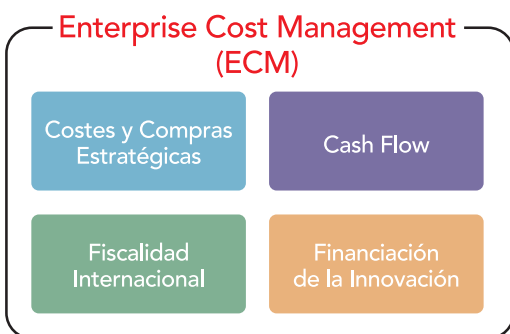 Enterprise Cost Management
(ECM)
Costes y Compras
Estratégicas
Cash Flow
Fiscalidad
Internacional
Financiación
de la Innovación